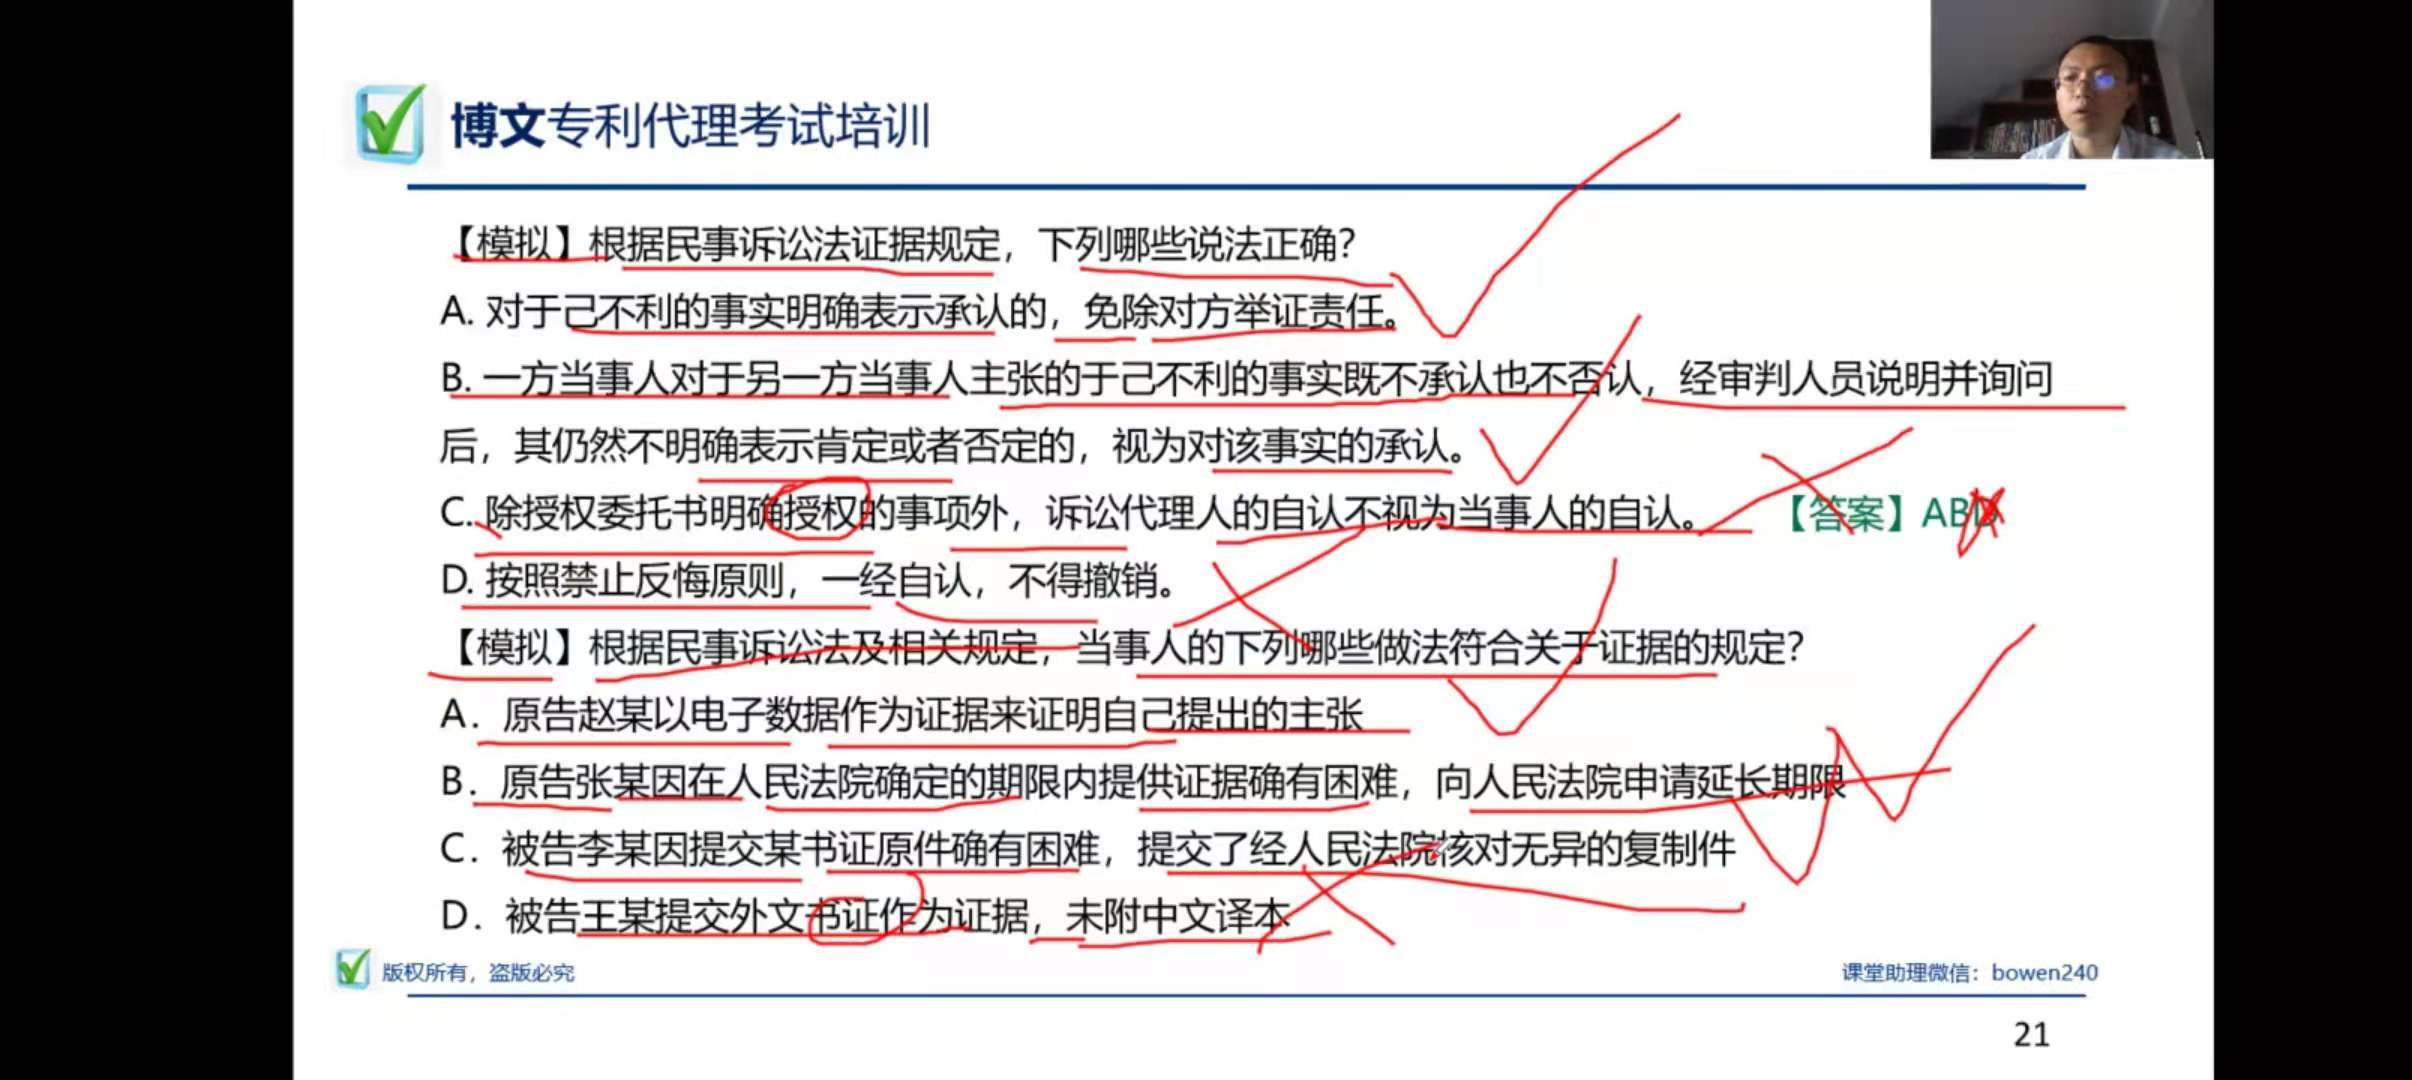 博文专利代理考试培训
【模拟】根据民事诉讼法证据规定，下列哪些说法正确？
A. 对于己不利的事实明确表示承认的，免除对方举证责任。
B. 一方当事人对于另一方当事人主张的于己不利的事实既不承认也不否认，经审判人员说明并询问
后，其仍然不明确表示肯定或者否定的，视为对该事实的承认。
C. 除授权委托书明确授权的事项外，诉讼代理人的自认不视为当事人的自认。 【答案】ABD
D. 按照禁止反悔原则，一经自认，不得撤销。
【模拟】根据民事诉讼法及相关规定，当事人的下列哪些做法符合关于证据的规定？
A. 原告赵某以电子数据作为证据来证明自己提出的主张
B. 原告张某因在人民法院确定的期限内提供证据确有困难，向人民法院申请延长期限
C. 被告李某因提交某书证原件确有困难，提交了经人民法院核对无异的复制件
D. 被告王某提交外文书证作为证据，未附中文译本
版权所有，盗版必究
课堂助理微信：bowen240
21